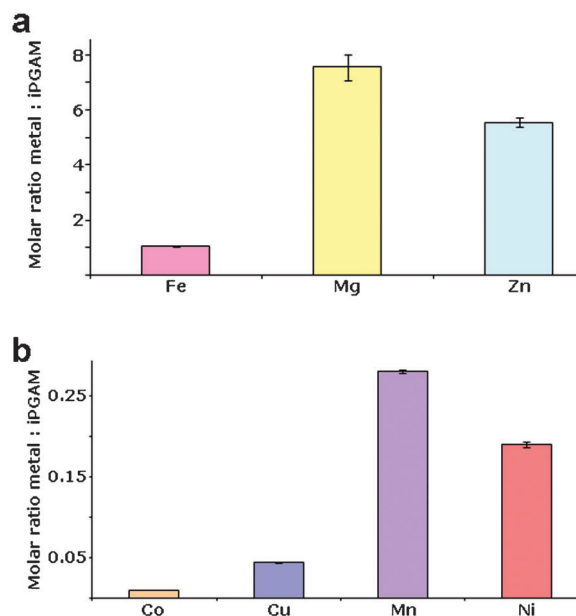 a
Molar ratio metal : iPGAM
8
6
4
2
Fe Mg Zn
b
Molar ratio metal : iPGAM
0.25
0.15
0.05
Co Cu Mn Ni